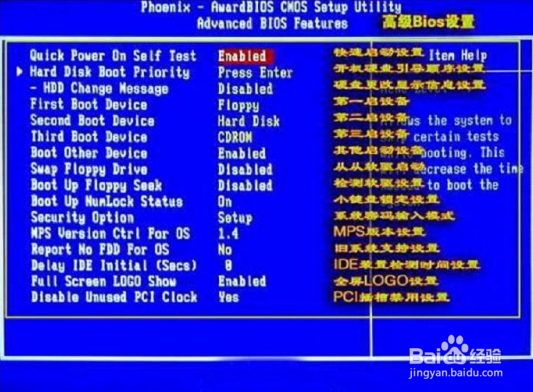 Phoenix - AwardBIOS CMOS Setup Utility
Advanced BIOS Features 高级Bios设置
Quick Power On Self Test Enabled 快速启动设置 Item Help
Hard Disk Boot Priority Press Enter 开机硬盘引导顺序设置
- HDD Change Message Disabled 硬盘更改显示信息设置
First Boot Device Floppy 第一启动设备
Second Boot Device Hard Disk 第二启动设备 us the system to
Third Boot Device CDROM 第三启动设备 certain tests
Boot Other Device Enabled 其他启动设备 booting. This
Swap Floppy Drive Disabled 从从软驱启动 decrease the time
Boot Up Floppy Seek Disabled 检测软驱设置 to boot the
Boot Up NumLock Status On 小键盘锁定设置
Security Option Setup 系统密码输入模式
MPS Version Ctrl For OS 1.4 MPS版本设置
Report No FDD For OS No 旧系统支持设置
Delay IDE Initial (Secs) 0 IDE装置检测时间设置
Full Screen LOGO Show Enabled 全屏LOGO设置
Disable Unused PCI Clock Yes PCI插槽禁用设置
Baidu 经验
jingyan.baidu.com